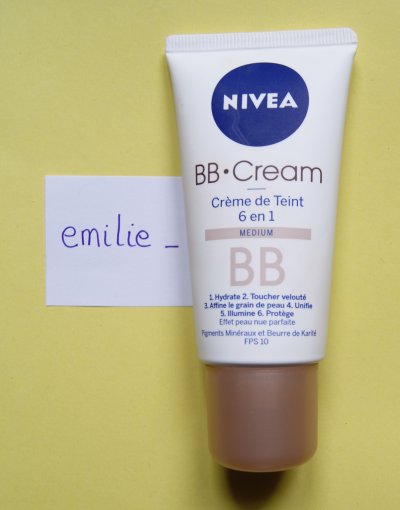 emilie_
NIVEA
BB•Cream
Crème de Teint
6 en 1
MEDIUM
BB
1. Hydrate 2. Toucher velouté
3. Affine le grain de peau 4. Unifie
5. Illumine 6. Protège
Effet peau nue parfaite
Pigments Minéraux et Beurre de Karité
FPS 10